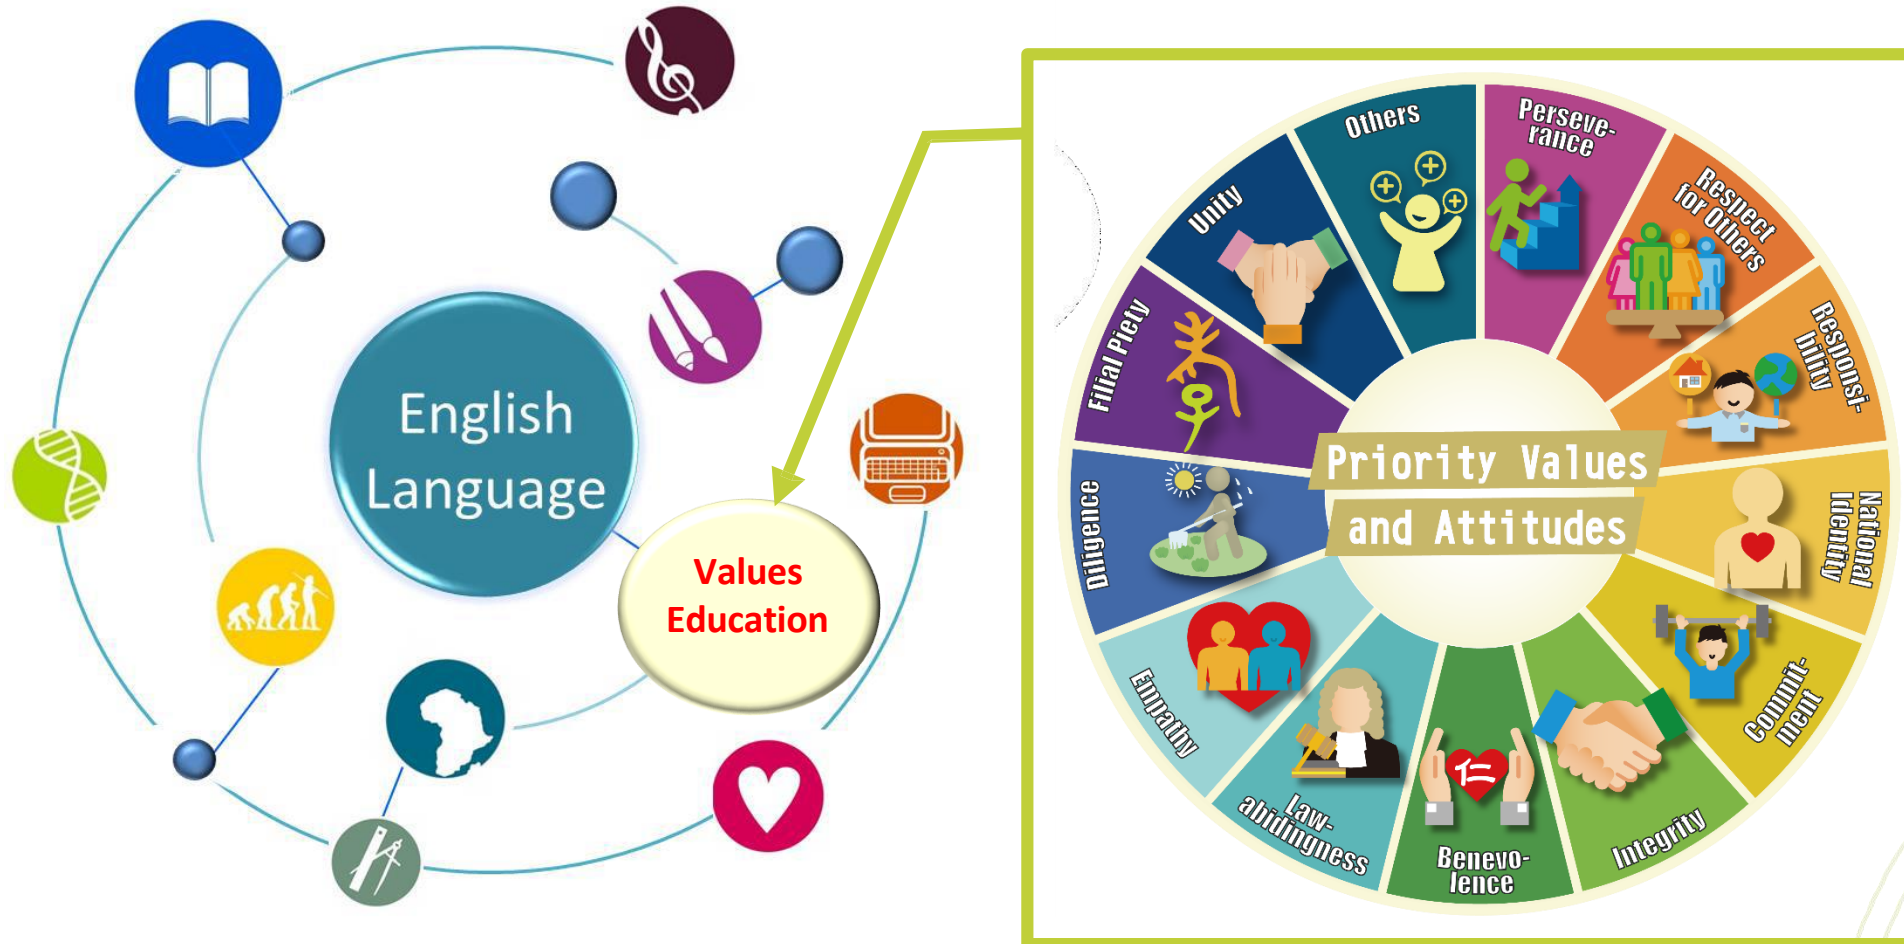 English
Language
Values
Education
Others
Perseve-
rance
Respect
for Others
Responsi-
bility
National
Identity
Commit-
ment
Integrity
Benevo-
lence
仁
Law-
abidingness
Empathy
Diligence
Filial Piety
Unity
Priority Values
and Attitudes